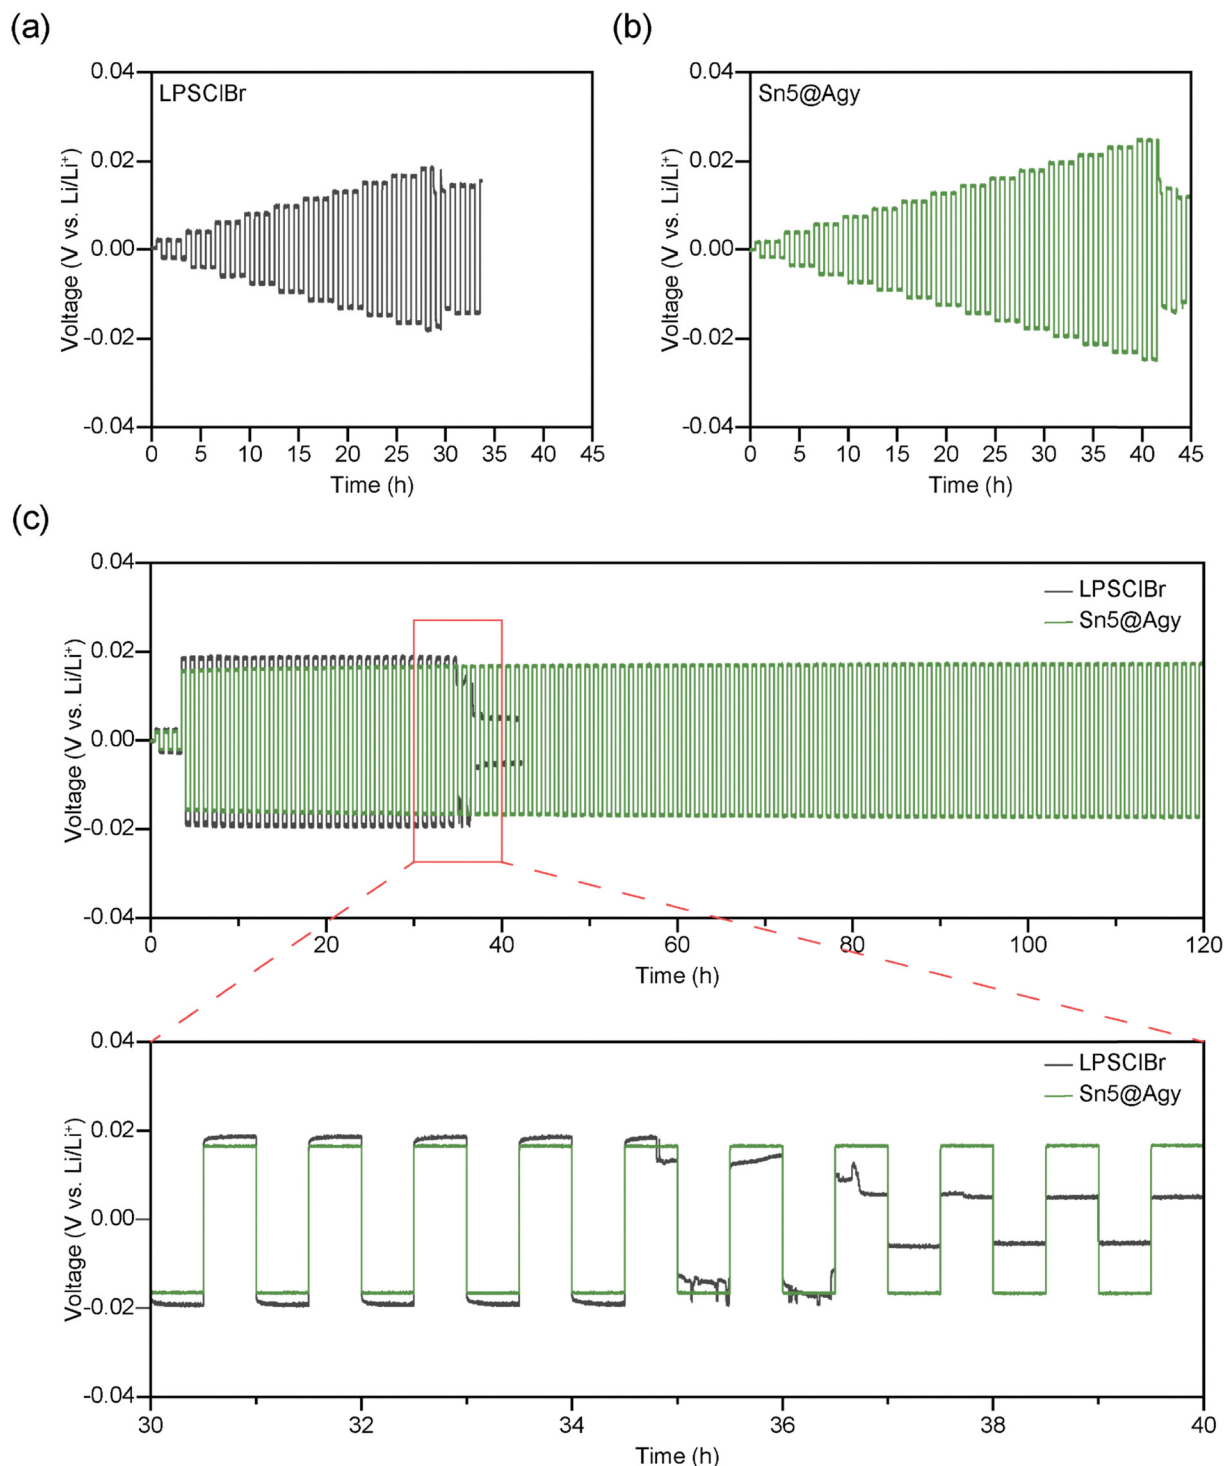 (a)
LPSClBr
0.04
0.02
0.00
-0.02
-0.04
Voltage (V vs. Li/Li⁺)
0 5 10 15 20 25 30 35 40 45
Time (h)
(b)
Sn5@Agy
0.04
0.02
0.00
-0.02
-0.04
Voltage (V vs. Li/Li⁺)
0 5 10 15 20 25 30 35 40 45
Time (h)
(c)
0.04
0.02
0.00
-0.02
-0.04
Voltage (V vs. Li/Li⁺)
LPSClBr
Sn5@Agy
0 20 40 60 80 100 120
Time (h)
0.04
0.02
0.00
-0.02
-0.04
Voltage (V vs. Li/Li⁺)
LPSClBr
Sn5@Agy
30 32 34 36 38 40
Time (h)